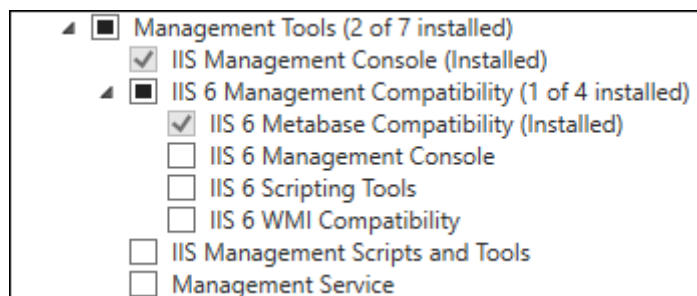 Management Tools (2 of 7 installed)
IIS Management Console (Installed)
IIS 6 Management Compatibility (1 of 4 installed)
IIS 6 Metabase Compatibility (Installed)
IIS 6 Management Console
IIS 6 Scripting Tools
IIS 6 WMI Compatibility
IIS Management Scripts and Tools
Management Service